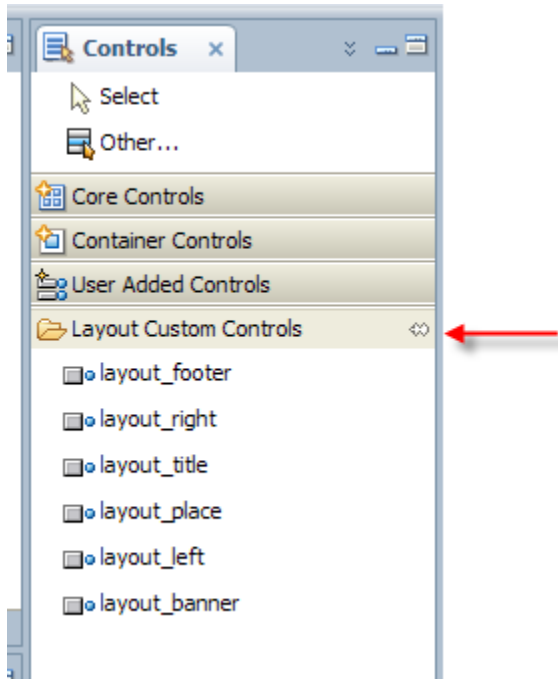 Controls
Select
Other...
Core Controls
Container Controls
User Added Controls
Layout Custom Controls
layout_footer
layout_right
layout_title
layout_place
layout_left
layout_banner